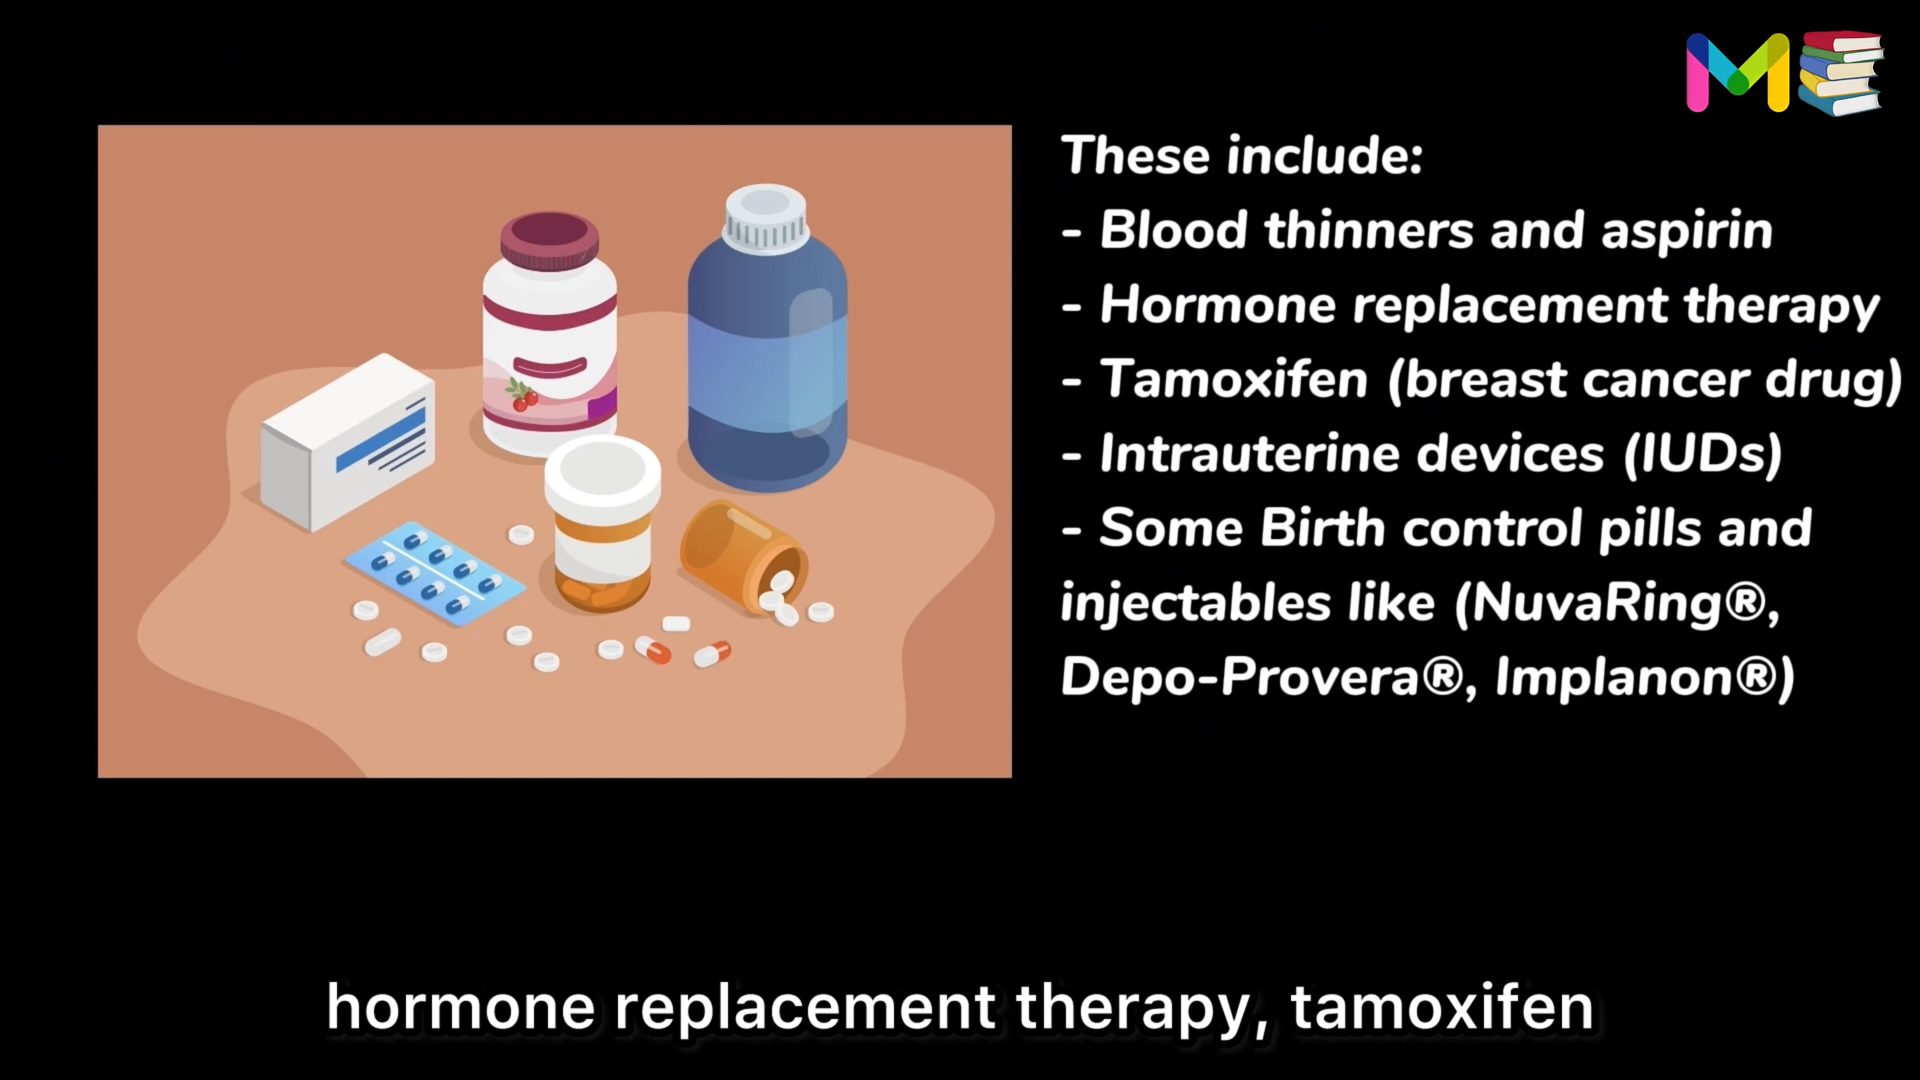 These include:
- Blood thinners and aspirin
- Hormone replacement therapy
- Tamoxifen (breast cancer drug)
- Intrauterine devices (IUDs)
- Some Birth control pills and
injectables like (NuvaRing®,
Depo-Provera®, Implanon®)
hormone replacement therapy, tamoxifen